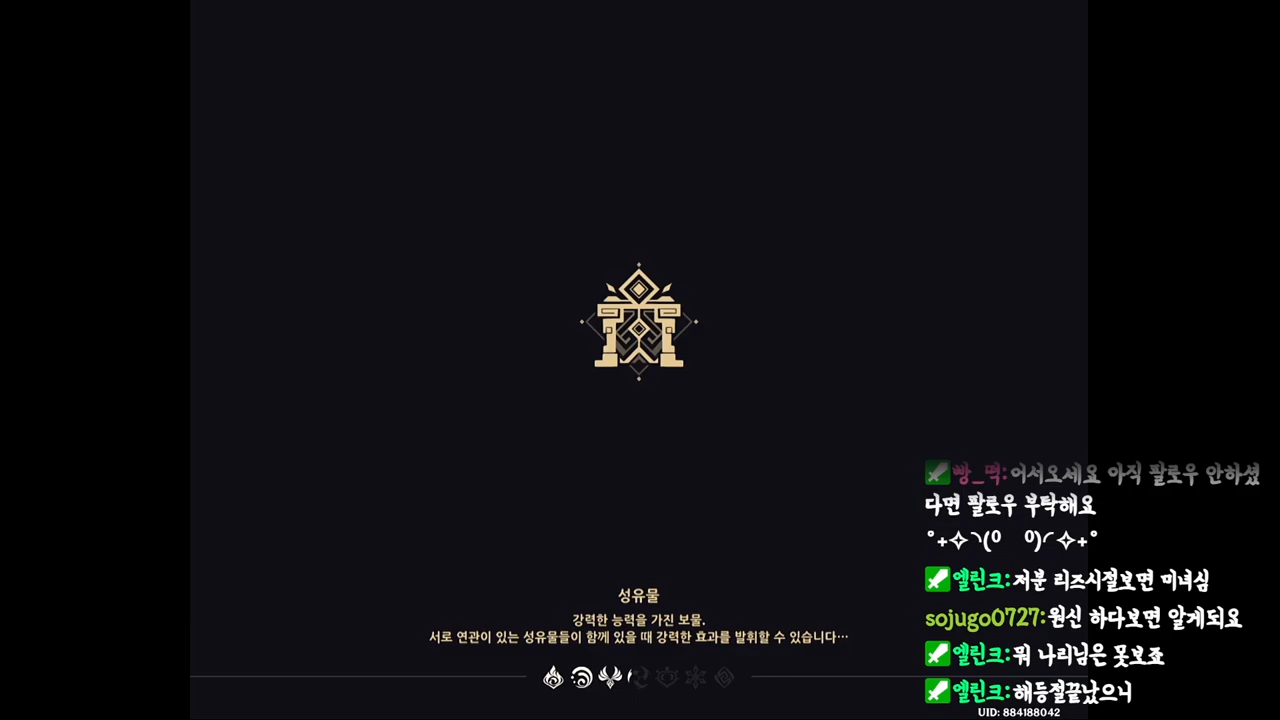 빵_떡:어서오세요 아직 팔로우 안하셨
다면 팔로우 부탁해요
°+✧◝(⁰   ⁰)◜✧+°
엘린크:저분 리즈시절보면 미녀심
sojugo0727:원신 하다보면 알게되요
엘린크:뭐 나리님은 못보죠
엘린크:해등절끝났으니
성유물
강력한 능력을 가진 보물.
서로 연관이 있는 성유물들이 함께 있을 때 강력한 효과를 발휘할 수 있습니다…
UID: 884188042